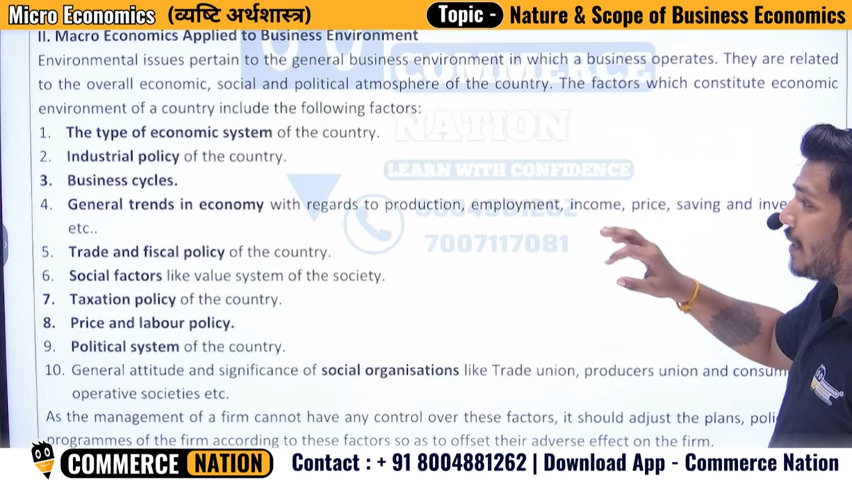 Micro Economics (व्यष्टि अर्थशास्त्र)
Topic - Nature & Scope of Business Economics
II. Macro Economics Applied to Business Environment
Environmental issues pertain to the general business environment in which a business operates. They are related
to the overall economic, social and political atmosphere of the country. The factors which constitute economic
environment of a country include the following factors:
1. The type of economic system of the country.
2. Industrial policy of the country.
3. Business cycles.
4. General trends in economy with regards to production, employment, income, price, saving and
etc..
5. Trade and fiscal policy of the country.
6. Social factors like value system of the society.
7. Taxation policy of the country.
8. Price and labour policy.
9. Political system of the country.
10. General attitude and significance of social organisations like Trade union, producers union and
operative societies etc.
As the management of a firm cannot have any control over these factors, it should adjust the plans,
programmes of the firm according to these factors so as to offset their adverse effect on the firm.
COMMERCE
NATION
LEARN WITH CONFIDENCE
7007117081
COMMERCE NATION
Contact : + 91 8004881262 | Download App - Commerce Nation